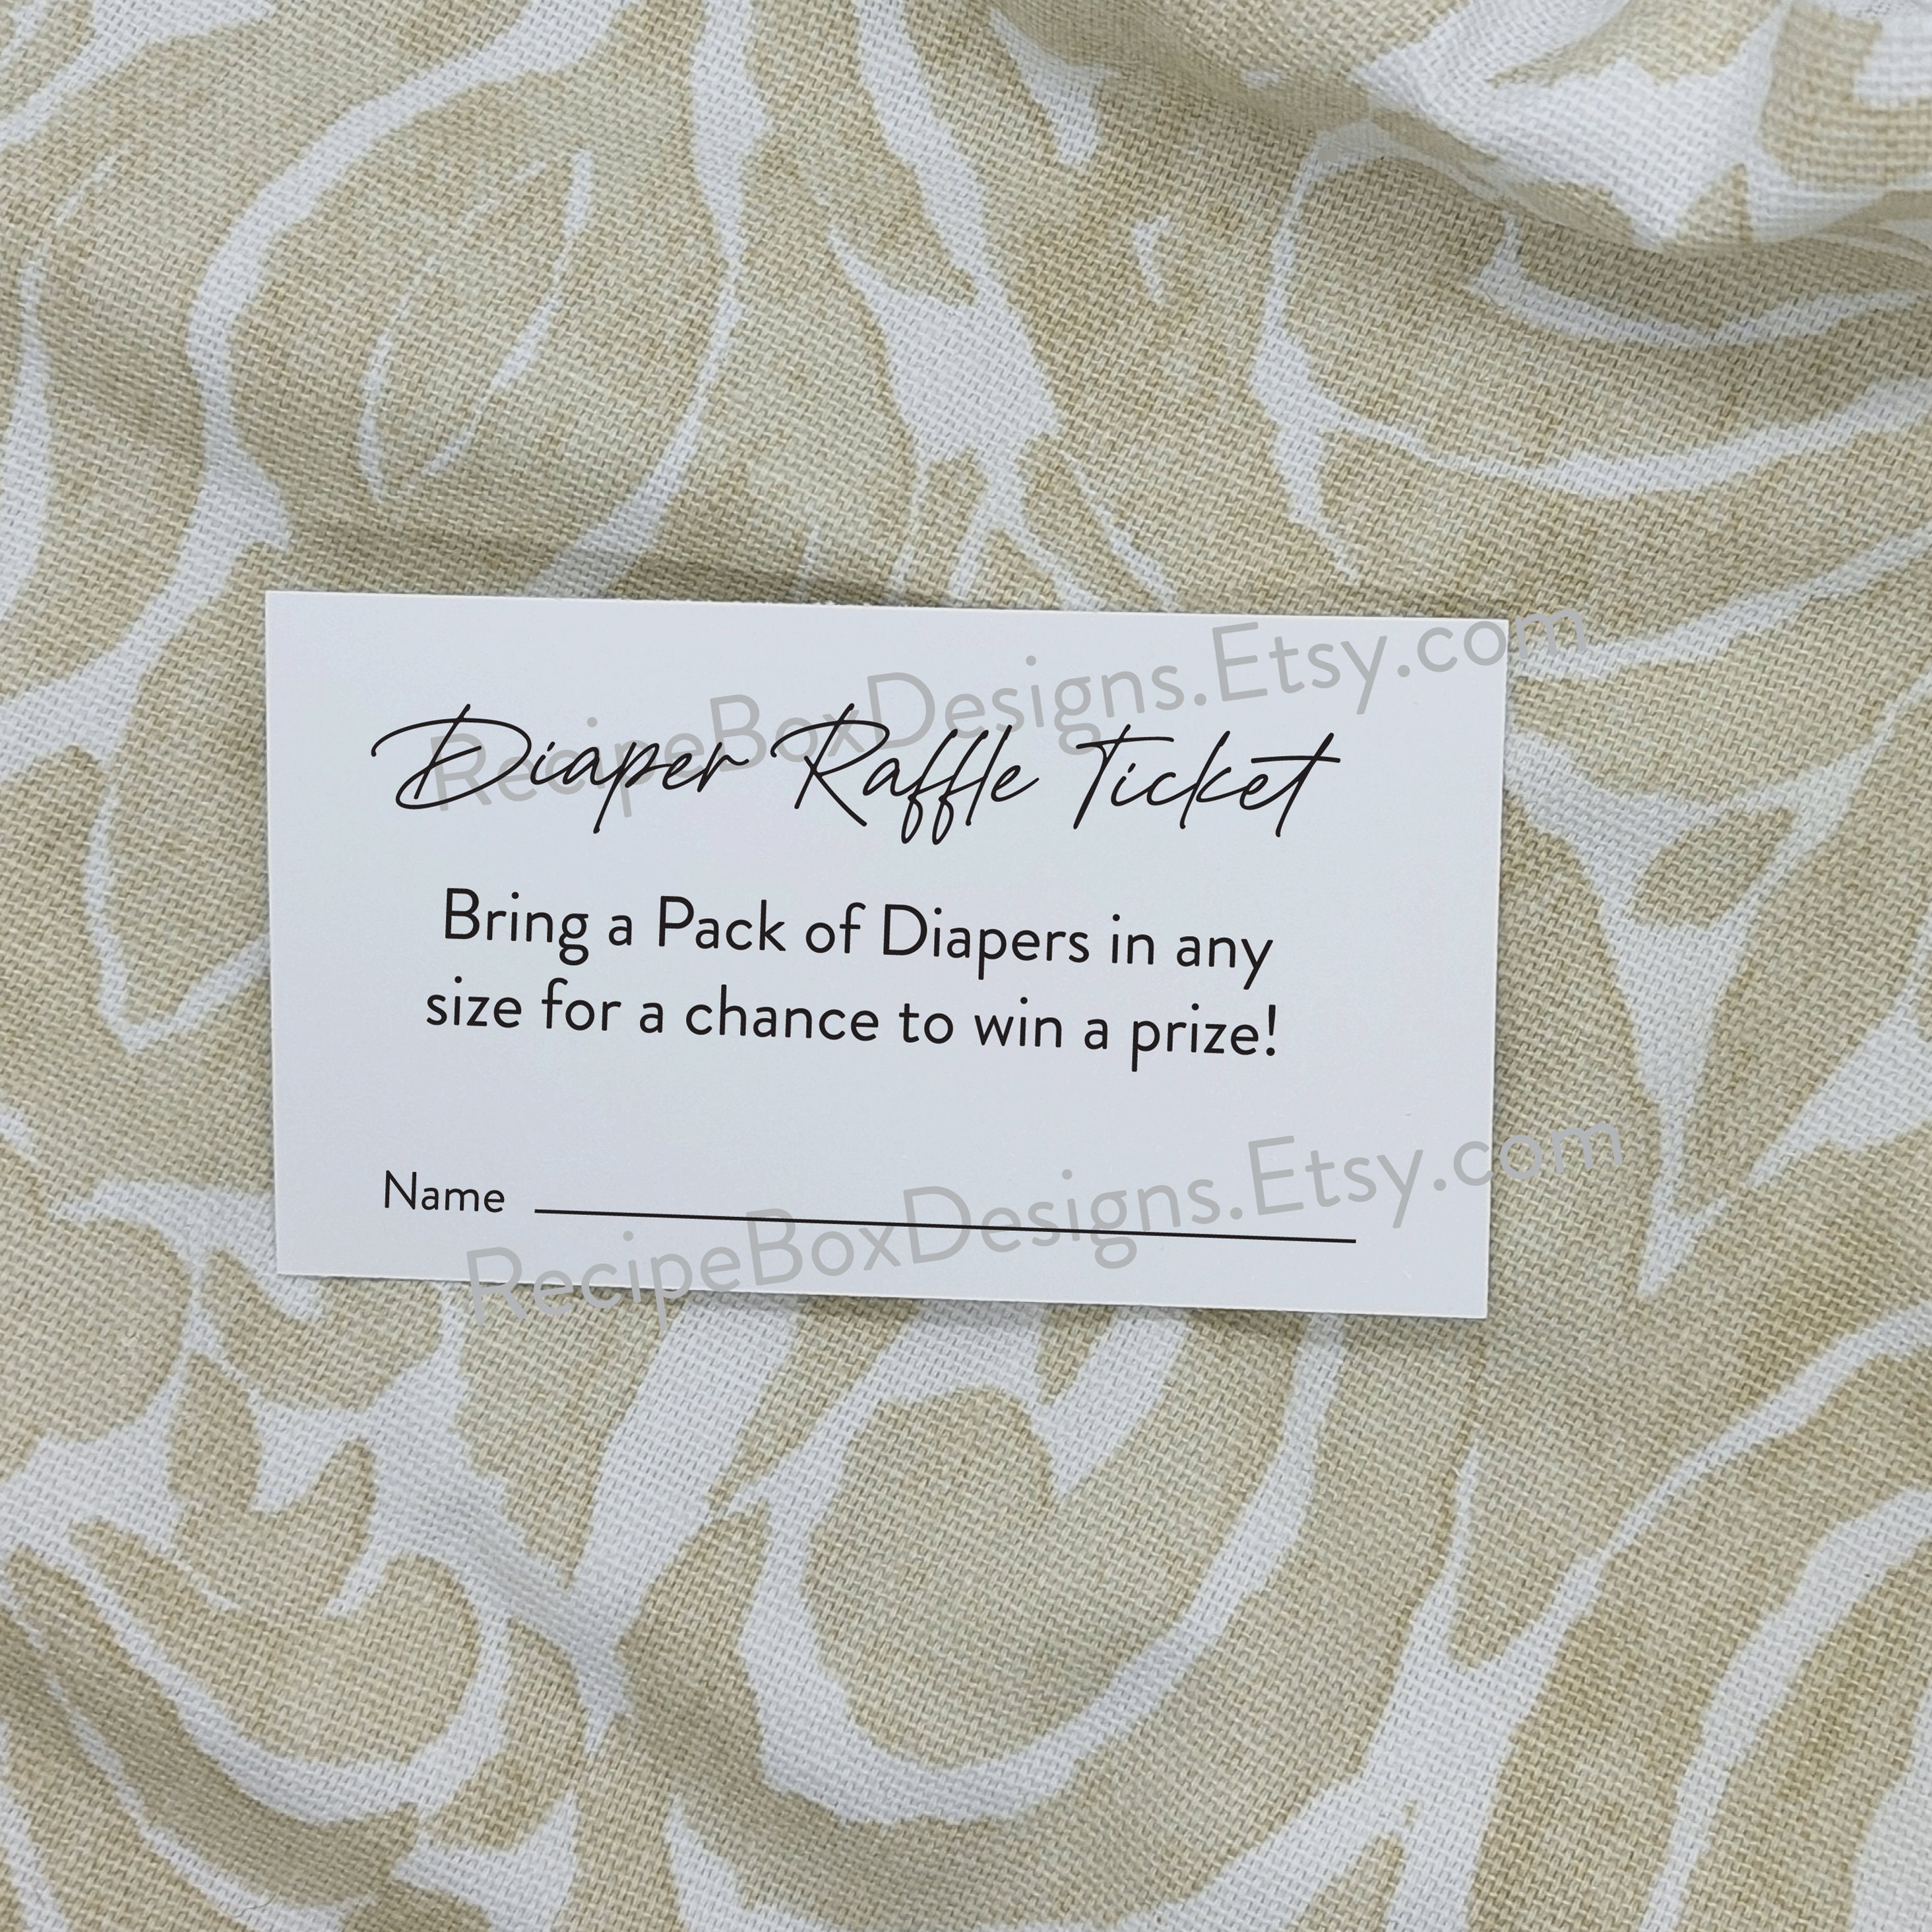 RecipeBoxDesigns.Etsy.com
Diaper Raffle Ticket
Bring a Pack of Diapers in any
size for a chance to win a prize!
Name
RecipeBoxDesigns.Etsy.com